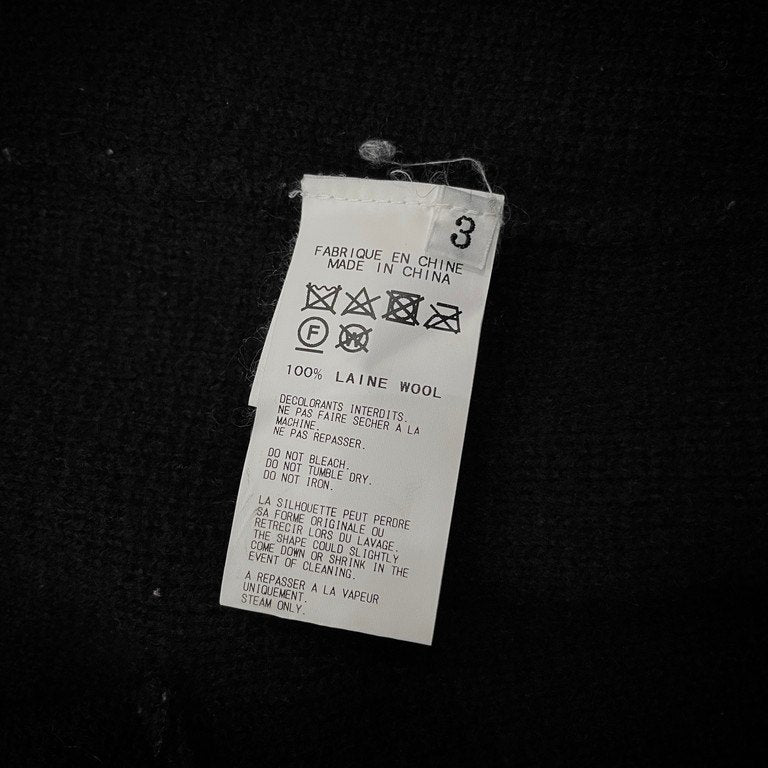 3
FABRIQUE EN CHINE
MADE IN CHINA
F
W
100% LAINE WOOL
DECOLORANTS INTERDITS.
NE PAS FAIRE SECHER A LA
MACHINE.
NE PAS REPASSER.
DO NOT BLEACH.
DO NOT TUMBLE DRY.
DO NOT IRON.
LA SILHOUETTE PEUT PERDRE
SA FORME ORIGINALE OU
RETRECIR LORS DU LAVAGE.
THE SHAPE COULD SLIGHTLY
COME DOWN OR SHRINK IN THE
EVENT OF CLEANING.
A REPASSER A LA VAPEUR
UNIQUEMENT.
STEAM ONLY.